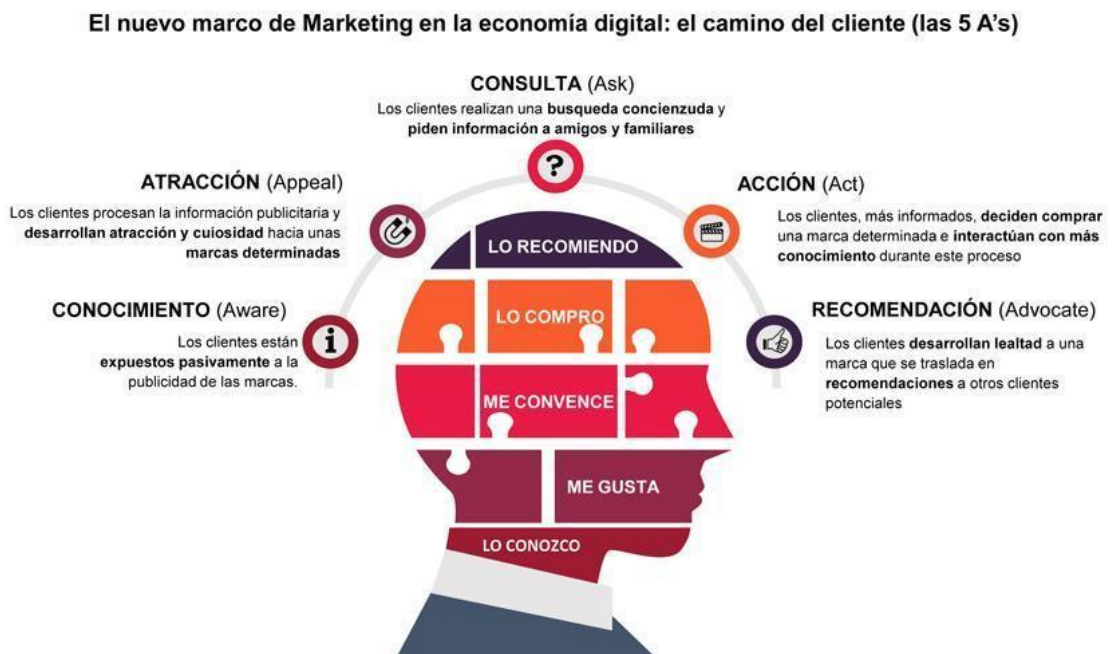 El nuevo marco de Marketing en la economía digital: el camino del cliente (las 5 A’s)
CONSULTA (Ask)
Los clientes realizan una busqueda concienzuda y
piden información a amigos y familiares
?
ATRACCIÓN (Appeal)
Los clientes procesan la información publicitaria y
desarrollan atracción y cuiosidad hacia unas
marcas determinadas
ACCIÓN (Act)
Los clientes, más informados, deciden comprar
una marca determinada e interactúan con más
conocimiento durante este proceso
CONOCIMIENTO (Aware)
Los clientes están
expuestos pasivamente a la
publicidad de las marcas.
i
RECOMENDACIÓN (Advocate)
Los clientes desarrollan lealtad a una
marca que se traslada en
recomendaciones a otros clientes
potenciales
LO RECOMIENDO
LO COMPRO
ME CONVENCE
ME GUSTA
LO CONOZCO